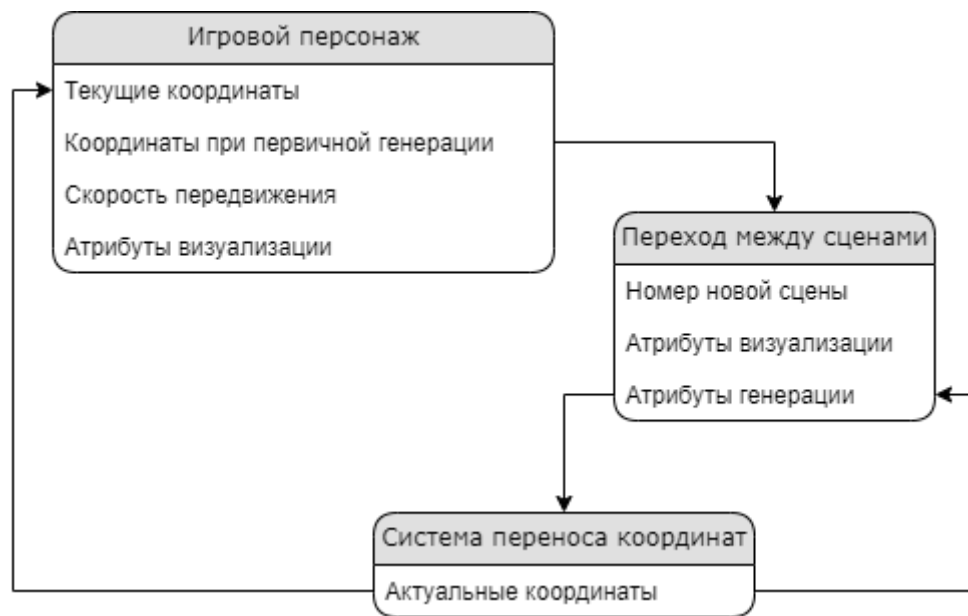 Игровой персонаж
Текущие координаты
Координаты при первичной генерации
Скорость передвижения
Атрибуты визуализации
Переход между сценами
Номер новой сцены
Атрибуты визуализации
Атрибуты генерации
Система переноса координат
Актуальные координаты